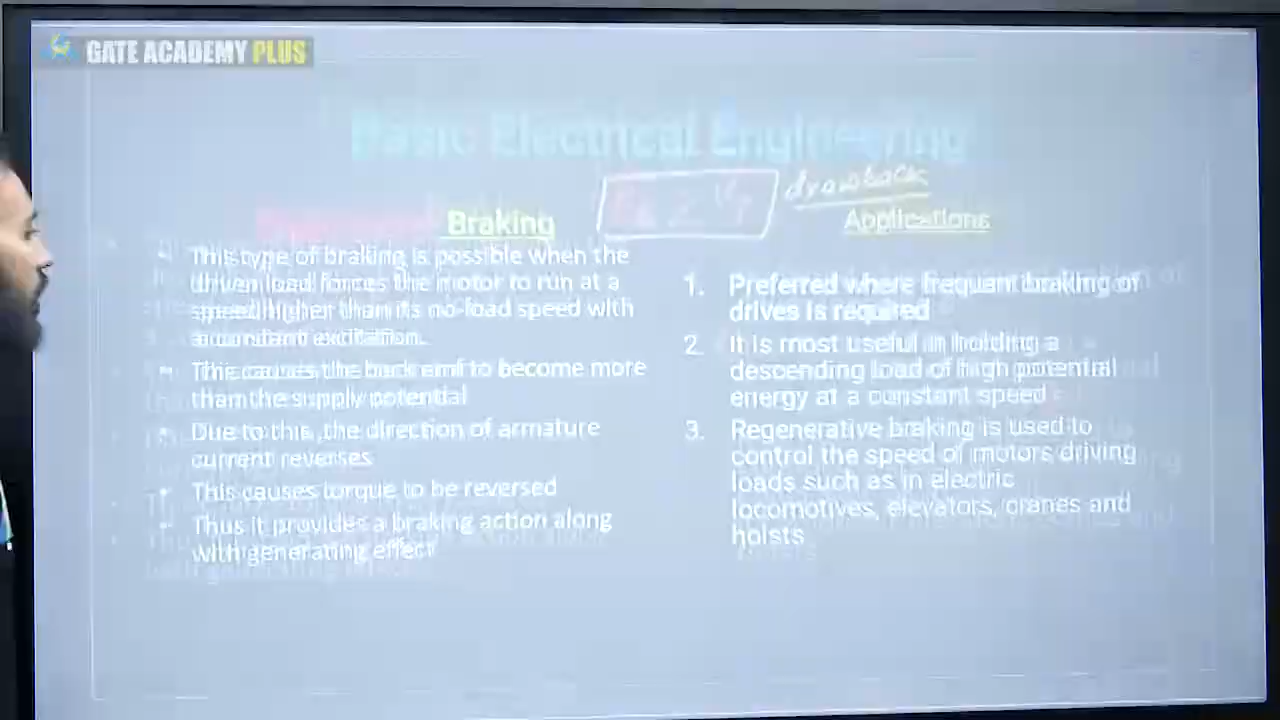 GATE ACADEMY PLUS
Basic Electrical Engineering
drawback
Braking
Applications
This type of braking is possible when the
driven load forces the motor to run at a
speed higher than its no-load speed with
a constant excitation.
This causes the back emf to become more
than the supply potential
Due to this ,the direction of armature
current reverses
This causes torque to be reversed
Thus it provides a braking action along
with generating effect
1. Preferred where frequent braking of
drives is required
2. It is most useful in holding a
descending load of high potential
energy at a constant speed
3. Regenerative braking is used to
control the speed of motors driving
loads such as in electric
locomotives, elevators, cranes and
hoists